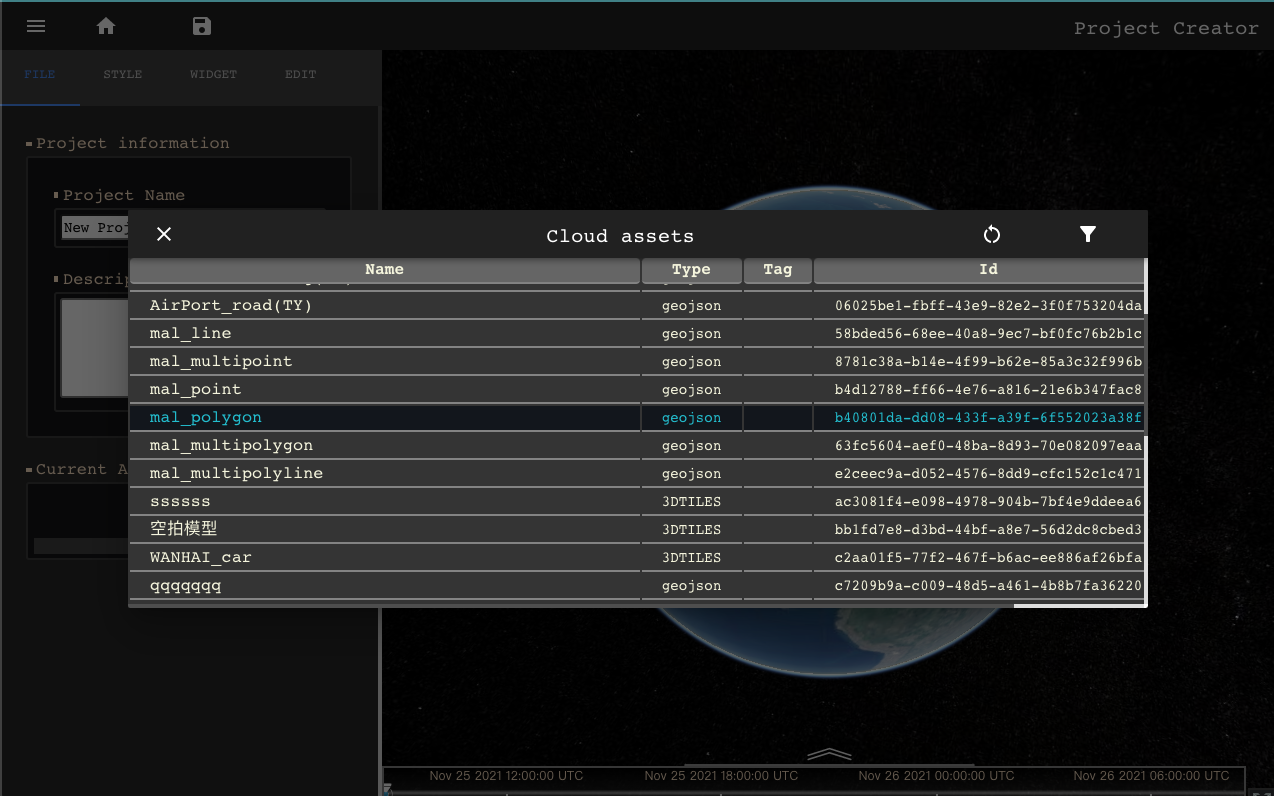 Project Creator
FILE STYLE WIDGET EDIT
Project information
Project Name
New Proj
Descrip
Current A
Cloud assets
Name Type Tag Id
AirPort_road(TY) geojson 06025be1-fbff-43e9-82e2-3f0f753204da
mal_line geojson 58bded56-68ee-40a8-9ec7-bf0fc76b2b1c
mal_multipoint geojson 8781c38a-b14e-4f99-b62e-85a3c32f996b
mal_point geojson b4d12788-ff66-4e76-a816-21e6b347fac8
mal_polygon geojson b40801da-dd08-433f-a39f-6f552023a38f
mal_multipolygon geojson 63fc5604-aef0-48ba-8d93-70e082097eaa
mal_multipolyline geojson e2ceec9a-d052-4576-8dd9-cfc152c1c471
ssssss 3DTILES ac3081f4-e098-4978-904b-7bf4e9ddeea6
空拍模型 3DTILES bb1fd7e8-d3bd-44bf-a8e7-56d2dc8cbed3
WANHAI_car 3DTILES c2aa01f5-77f2-467f-b6ac-ee886af26bfa
qqqqqqq geojson c7209b9a-c009-48d5-a461-4b8b7fa36220
Nov 25 2021 12:00:00 UTC Nov 25 2021 18:00:00 UTC Nov 26 2021 00:00:00 UTC Nov 26 2021 06:00:00 UTC